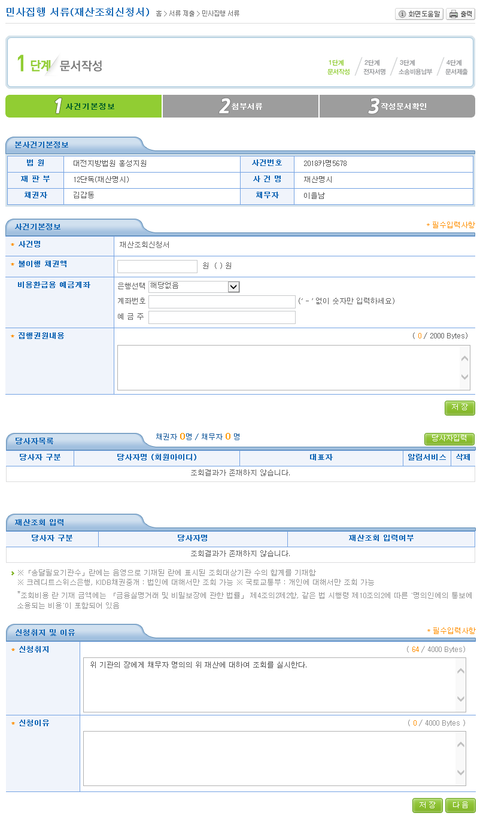 민사집행 서류(재산조회신청서) 홈 > 서류 제출 > 민사집행 서류
화면도움말 출력
1 단계 문서작성
1단계 문서작성 2단계 전자서명 3단계 소송비용납부 4단계 문서제출
1 사건기본정보 2 첨부서류 3 작성문서확인
본사건기본정보
법 원 대전지방법원 홍성지원 사건번호 2018카명5678
재 판 부 12단독(재산명시) 사 건 명 재산명시
채권자 김갑동 채무자 이을남
사건기본정보 + 필수입력사항
사건명 재산조회신청서
불이행 채권액 원 ( ) 원
비용환급용 예금계좌 은행선택 해당없음
계좌번호 (' - ' 없이 숫자만 입력하세요)
예 금 주
집행권원내용 ( 0 / 2000 Bytes)
저 장
당사자목록 채권자 0명 / 채무자 0 명 당사자입력
당사자 구분 당사자명 (회원아이디) 대표자 알림서비스 삭제
조회결과가 존재하지 않습니다.
재산조회 입력
당사자 구분 당사자명 재산조회 입력여부
조회결과가 존재하지 않습니다.
※『송달필요기관수』란에는 음영으로 기재된 란에 표시된 조회대상기관 수의 합계를 기재함
※ 크레디트스위스은행, KIDB채권중개 : 법인에 대해서만 조회 가능 ※ 국토교통부 : 개인에 대해서만 조회 가능
*'조회비용 란 기재 금액에는 『금융실명거래 및 비밀보장에 관한 법률』 제4조의2제2항, 같은 법 시행령 제10조의2에 따른 '명의인에의 통보에
소용되는 비용'이 포함되어 있음
신청취지 및 이유 + 필수입력사항
신청취지 ( 64 / 4000 Bytes)
위 기관의 장에게 채무자 명의의 위 재산에 대하여 조회를 실시한다.
신청이유 ( 0 / 4000 Bytes )
저 장 다 음